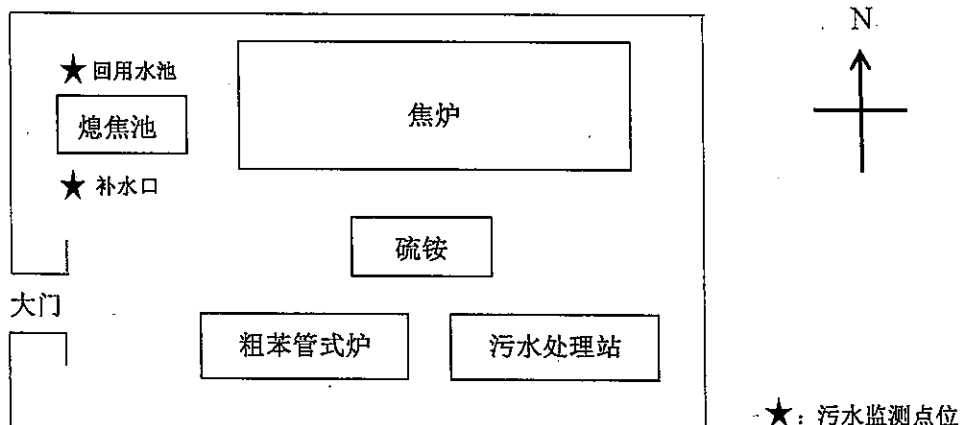 N
回用水池
熄焦池
焦炉
补水口
硫铵
大门
粗苯管式炉
污水处理站
★：污水监测点位